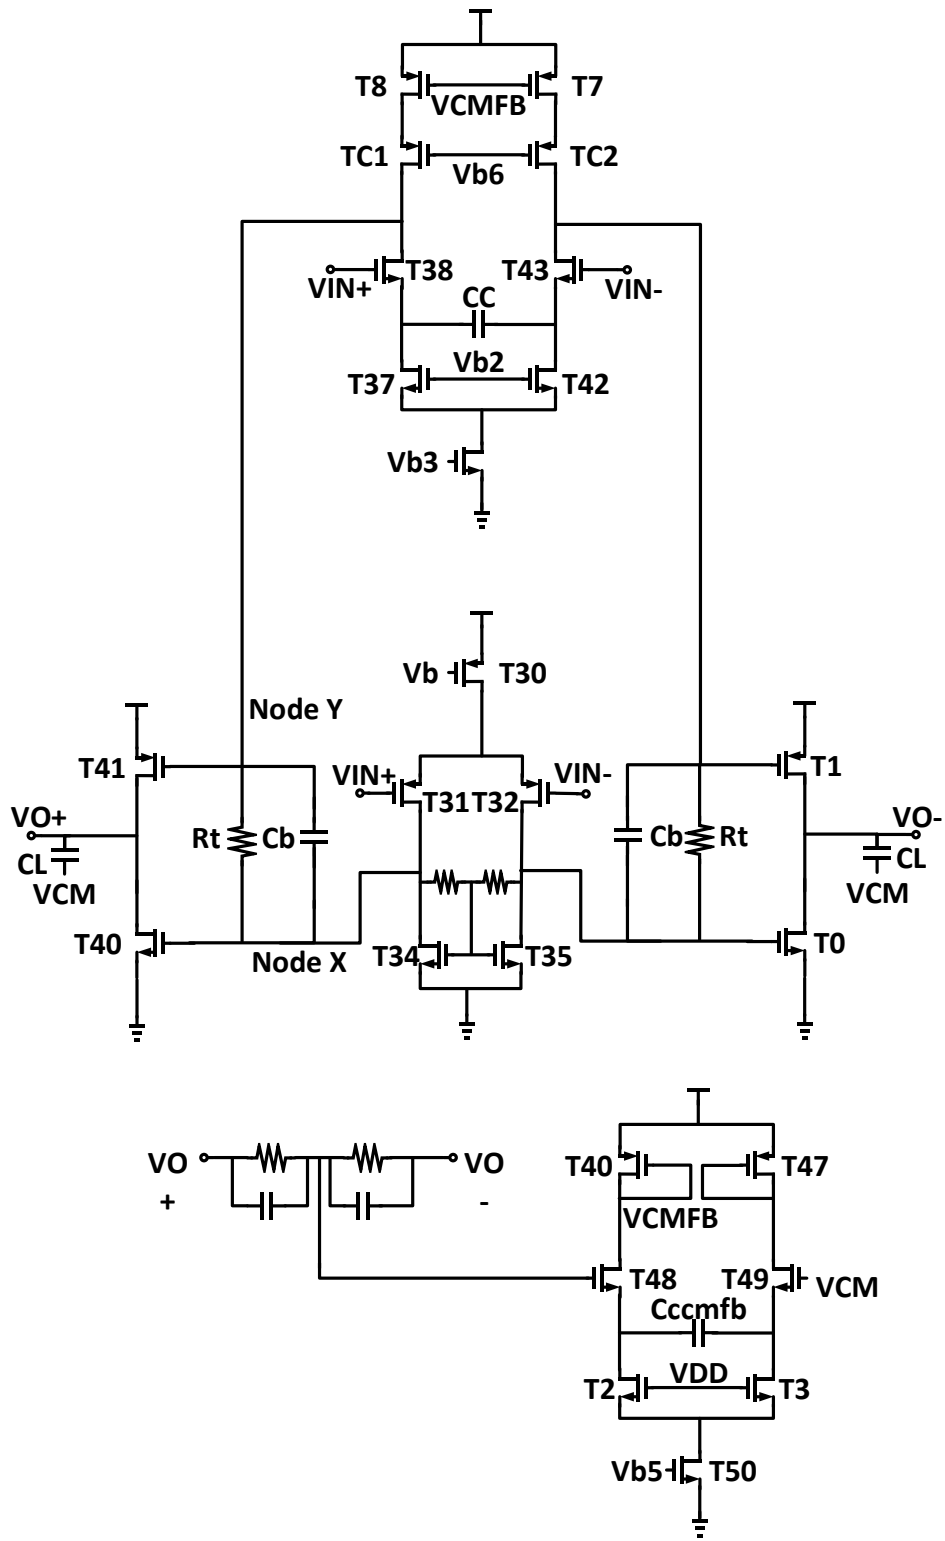 T8 T7
VCMFB
TC1 TC2
Vb6
T38 T43
VIN+ VIN-
CC
Vb2
T37 T42
Vb3
Vb T30
Node Y
T41 T1
VIN+ VIN-
T31 T32
VO+ VO-
Rt Cb Cb Rt
CL CL
VCM VCM
T40 T0
T34 T35
Node X
VO VO
+ -
T40 T47
VCMFB
T48 T49 VCM
Cccmfb
VDD
T2 T3
Vb5 T50